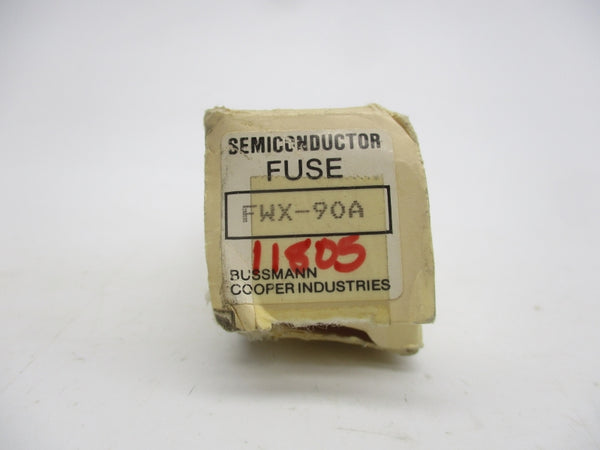 SEMICONDUCTOR
FUSE
FWX-90A
11805
BUSSMANN
COOPER INDUSTRIES